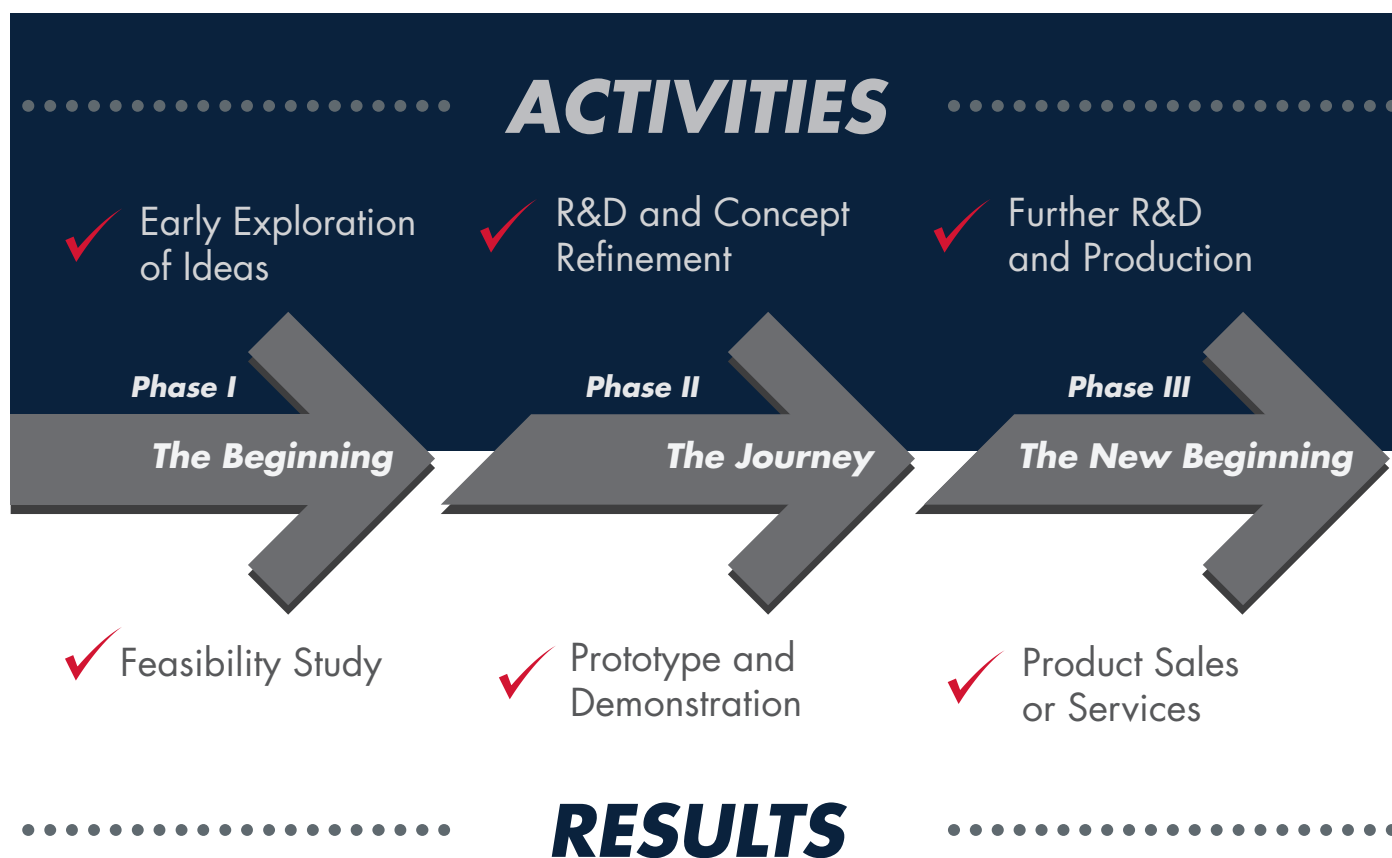 ACTIVITIES
Early Exploration
of Ideas
R&D and Concept
Refinement
Further R&D
and Production
Phase I
The Beginning
Phase II
The Journey
Phase III
The New Beginning
Feasibility Study
Prototype and
Demonstration
Product Sales
or Services
RESULTS